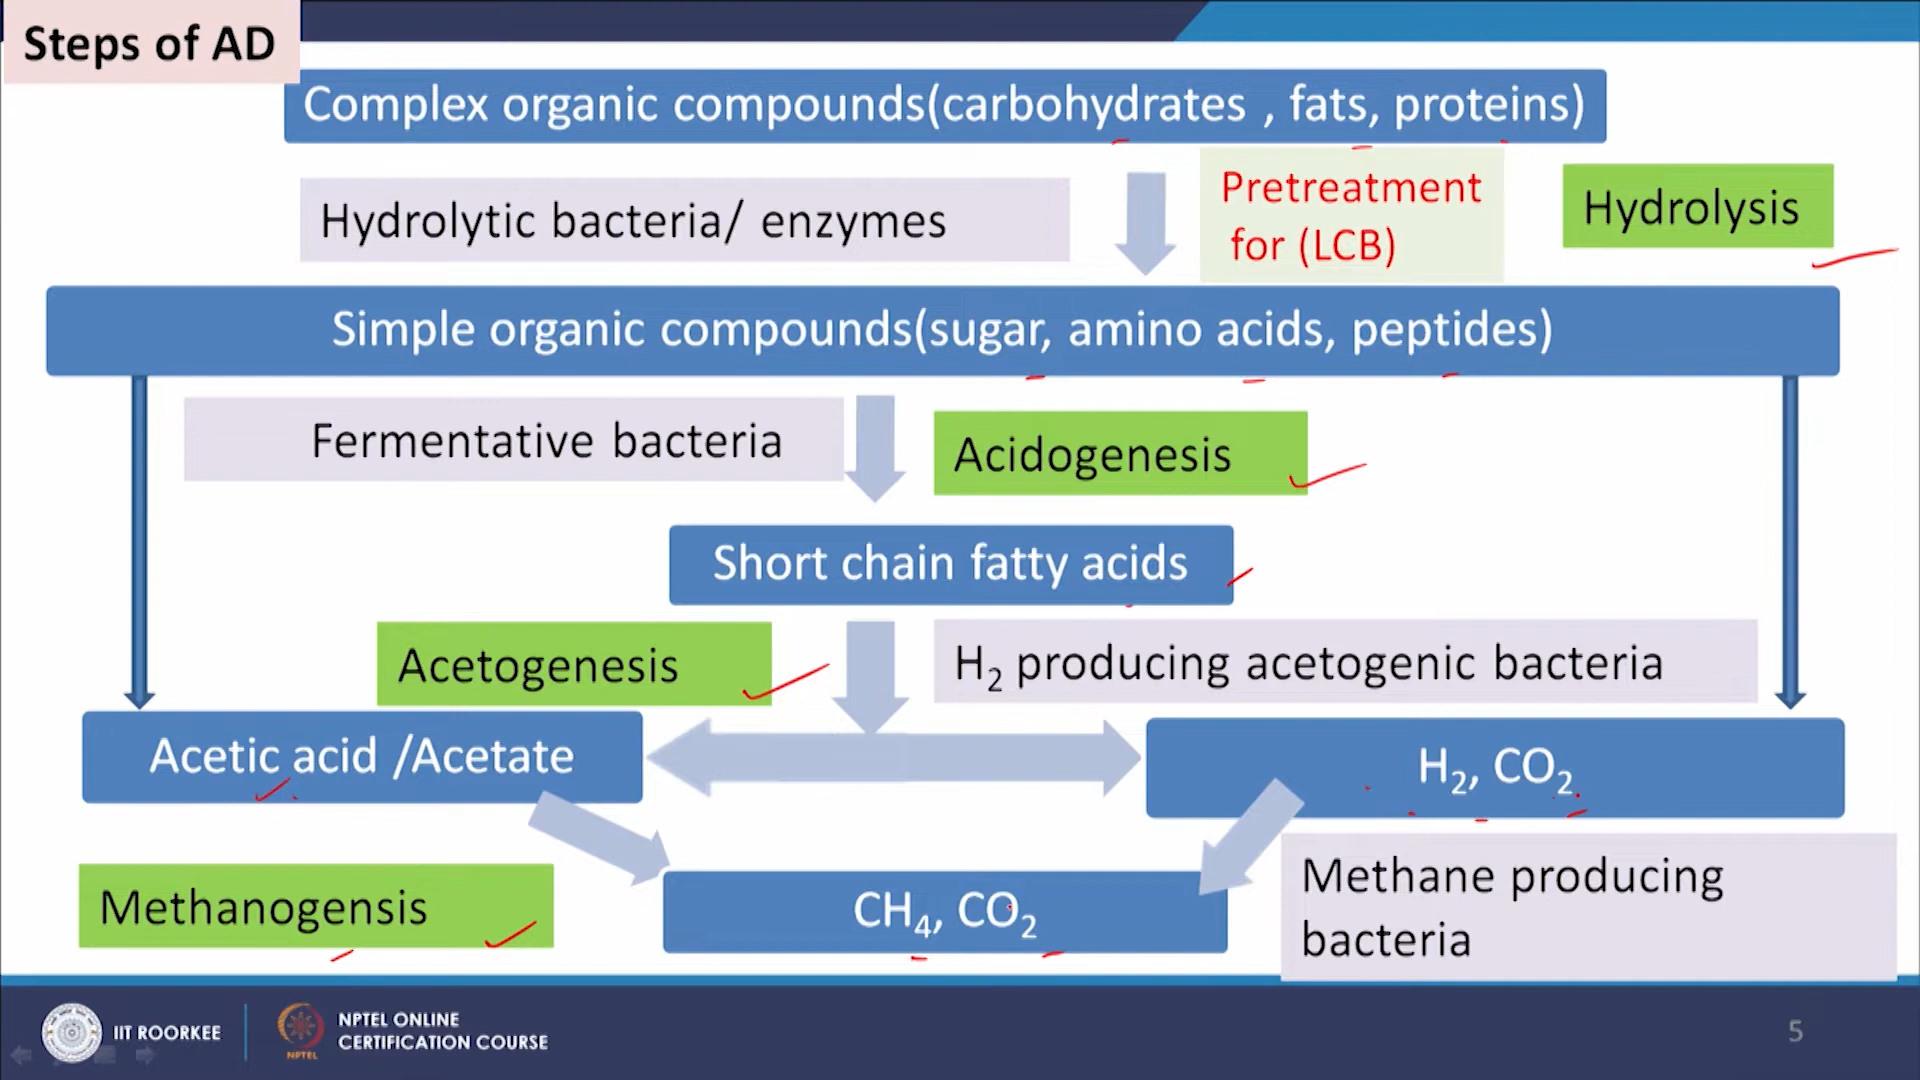 Steps of AD
Complex organic compounds(carbohydrates , fats, proteins)
Hydrolytic bacteria/ enzymes
Pretreatment
for (LCB)
Hydrolysis
Simple organic compounds(sugar, amino acids, peptides)
Fermentative bacteria
Acidogenesis
Short chain fatty acids
Acetogenesis
H₂ producing acetogenic bacteria
Acetic acid /Acetate
H₂, CO₂
Methanogensis
CH₄, CO₂
Methane producing
bacteria
IIT ROORKEE
NPTEL
NPTEL ONLINE
CERTIFICATION COURSE
5